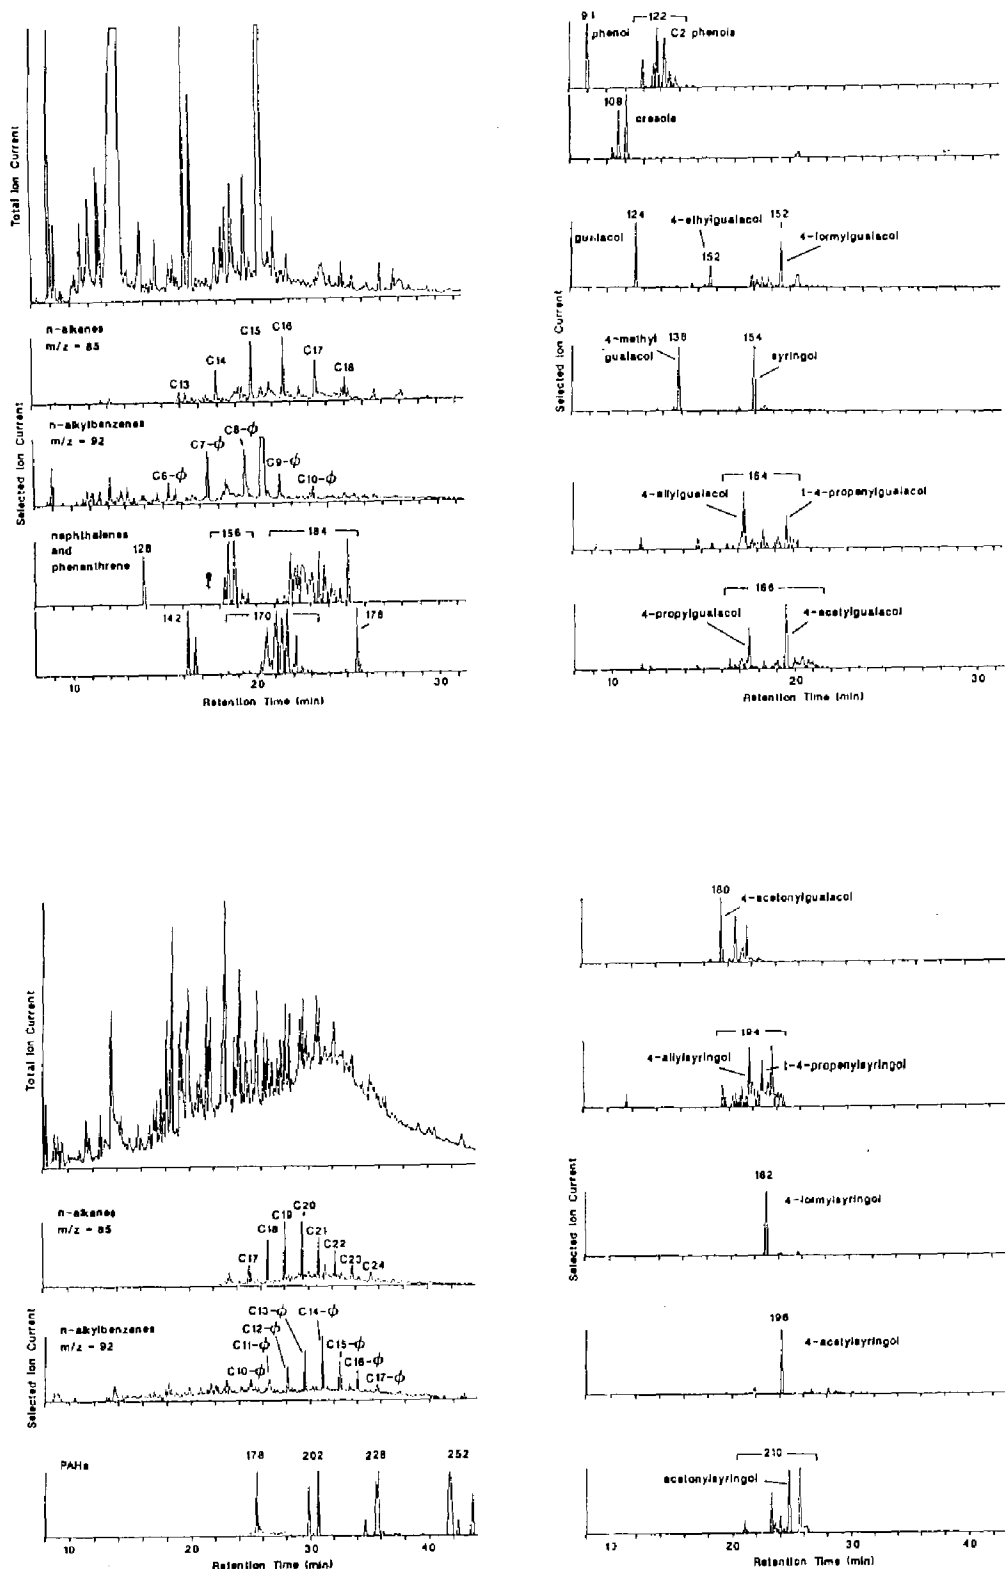 Total Ion Current
n-alkanes
m/z = 85
C13
C14
C15
C16
C17
C18
Selected Ion Current
n-alkylbenzenes
m/z = 92
C6-ϕ
C7-ϕ
C8-ϕ
C9-ϕ
C10-ϕ
naphthalenes
and
phenanthrene
128
156
184
142
170
178
10 20 30
Retention Time (min)
phenol
122
C2 phenols
108
cresols
guaiacol
124
4-ethylguaiacol
152
152
4-formylguaiacol
Selected Ion Current
4-methyl
guaiacol
138
154
syringol
164
4-allylguaiacol
t-4-propenylguaiacol
166
4-propylguaiacol
4-acetylguaiacol
10 20 30
Retention Time (min)
Total Ion Current
n-alkanes
m/z = 85
C17
C18
C19
C20
C21
C22
C23
C24
Selected Ion Current
n-alkylbenzenes
m/z = 92
C10-ϕ
C11-ϕ
C12-ϕ
C13-ϕ
C14-ϕ
C15-ϕ
C16-ϕ
C17-ϕ
PAHs
178
202
228
252
10 20 30 40
Retention Time (min)
180
4-acetonylguaiacol
194
4-allylsyringol
t-4-propenylsyringol
Selected Ion Current
182
4-formylsyringol
196
4-acetylsyringol
210
acetonylsyringol
20 30 40
Retention Time (min)